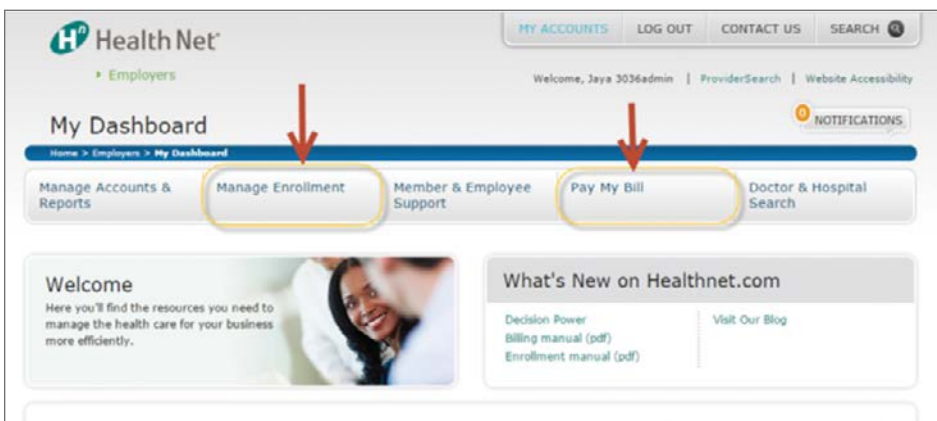 MY ACCOUNTS LOG OUT CONTACT US SEARCH
Hn Health Net
Employers
Welcome, Jaya 3036admin | ProviderSearch | Website Accessibility
My Dashboard
0 NOTIFICATIONS
Home > Employers > My Dashboard
Manage Accounts &
Reports
Manage Enrollment
Member & Employee
Support
Pay My Bill
Doctor & Hospital
Search
Welcome
Here you'll find the resources you need to
manage the health care for your business
more efficiently.
What's New on Healthnet.com
Decision Power
Billing manual (pdf)
Enrollment manual (pdf)
Visit Our Blog